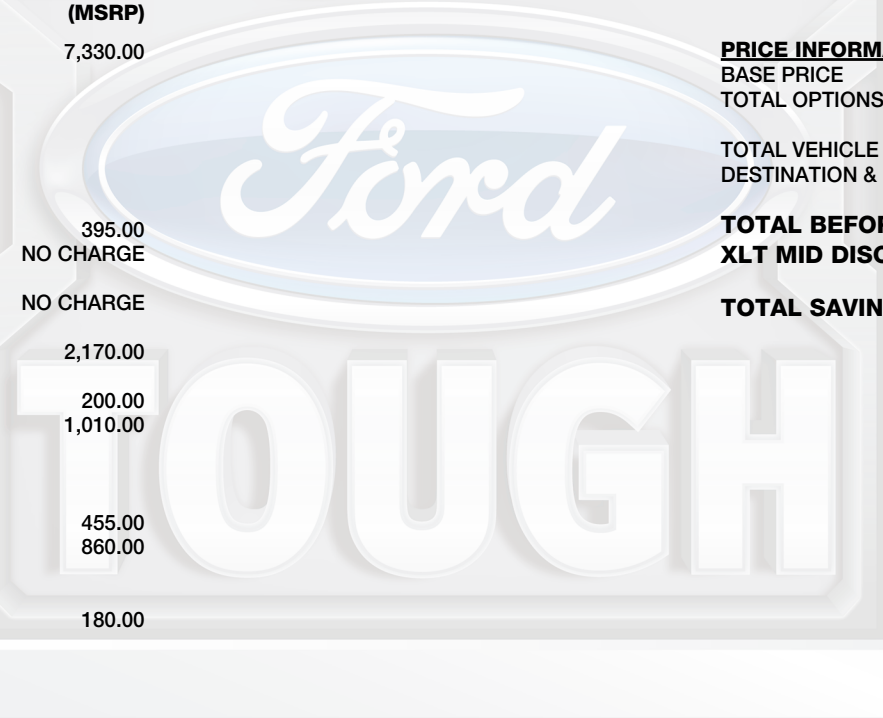 (MSRP)
7,330.00
395.00
NO CHARGE
NO CHARGE
2,170.00
200.00
1,010.00
455.00
860.00
180.00
PRICE INFORMA
BASE PRICE
TOTAL OPTIONS
TOTAL VEHICLE
DESTINATION &
TOTAL BEFOR
XLT MID DISC
TOTAL SAVIN
Ford
TOUGH